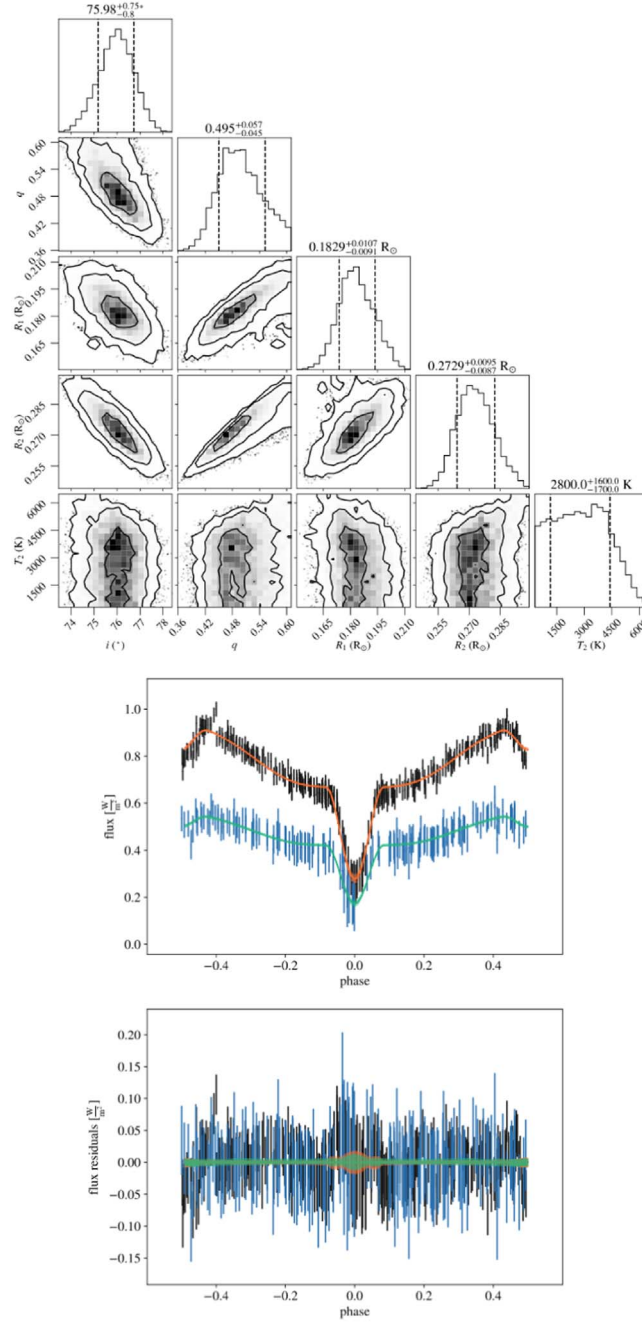 75.98+0.75°−0.8
0.495+0.057−0.045
0.1829+0.0107−0.0091 R⊙
0.2729+0.0095−0.0087 R⊙
2800.0+1600.0−1700.0 K
q
0.60
0.54
0.48
0.42
0.36
R1 (R⊙)
0.210
0.195
0.180
0.165
R2 (R⊙)
0.285
0.270
0.255
T2 (K)
6000
4500
3000
1500
74 75 76 77 78
0.36 0.42 0.48 0.54 0.60
0.165 0.180 0.195 0.210
0.255 0.270 0.285
1500 3000 4500 6000
i (°)
q
R1 (R⊙)
R2 (R⊙)
T2 (K)
flux [W/m²]
1.0
0.8
0.6
0.4
0.2
0.0
−0.4 −0.2 0.0 0.2 0.4
phase
flux residuals [W/m²]
0.20
0.15
0.10
0.05
0.00
−0.05
−0.10
−0.15
−0.4 −0.2 0.0 0.2 0.4
phase